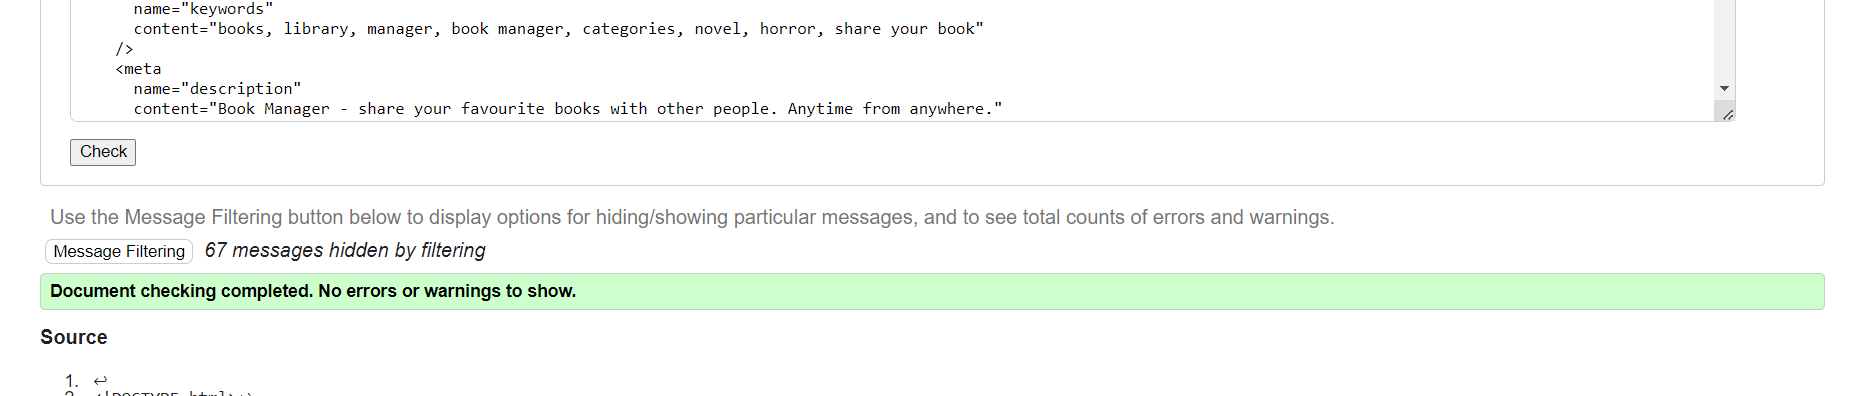 name="keywords"
content="books, library, manager, book manager, categories, novel, horror, share your book"
/>
<meta
name="description"
content="Book Manager - share your favourite books with other people. Anytime from anywhere."
Check
Use the Message Filtering button below to display options for hiding/showing particular messages, and to see total counts of errors and warnings.
Message Filtering 67 messages hidden by filtering
Document checking completed. No errors or warnings to show.
Source
1. ↩
2. <!DOCTYPE html>↩